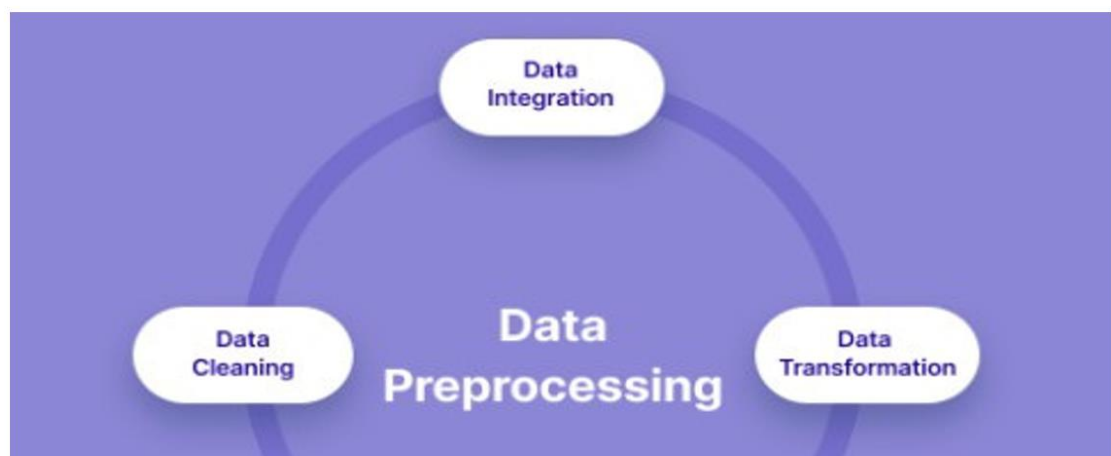 Data
Integration
Data
Cleaning
Data
Preprocessing
Data
Transformation